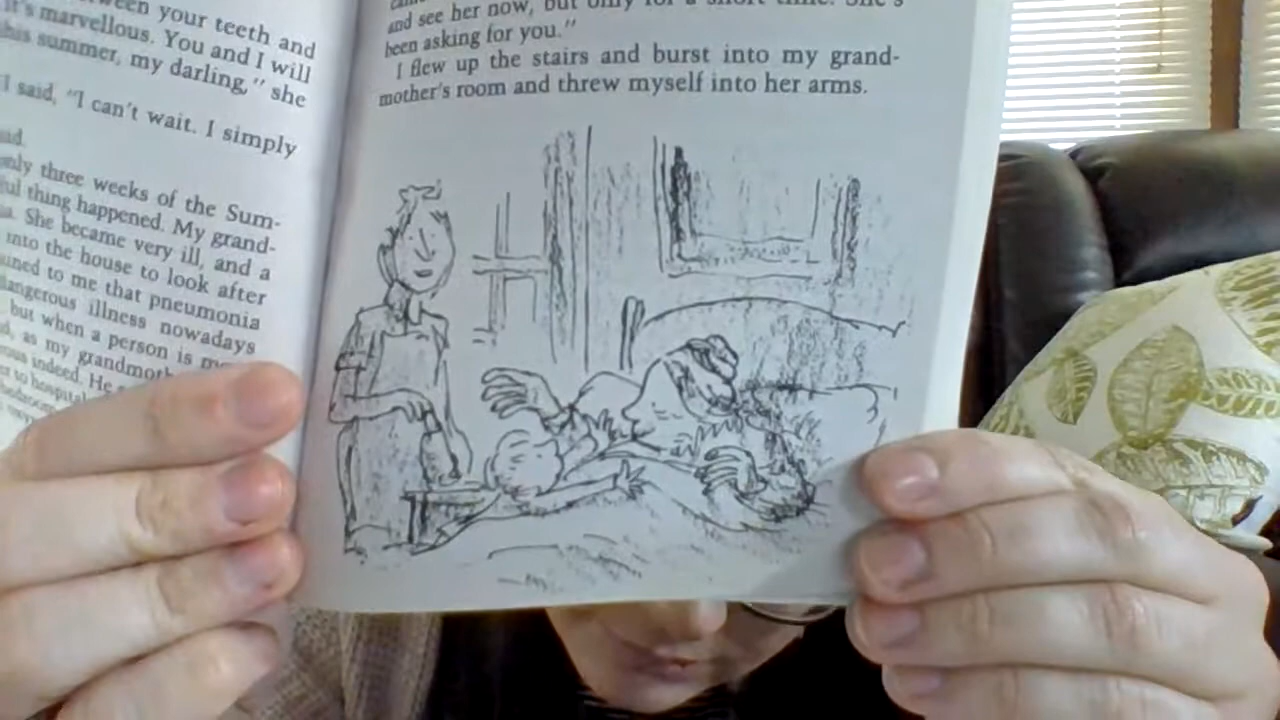 between your teeth and
it's marvellous. You and I will
this summer, my darling," she
I said, "I can't wait. I simply
said.
only three weeks of the Sum-
thing happened. My grand-
She became very ill, and a
into the house to look after
to me that pneumonia
dangerous illness nowadays
but when a person is
as my grandmoth
indeed. He
to hospital
and see her now, but only for a short time. She's
been asking for you."
I flew up the stairs and burst into my grand-
mother's room and threw myself into her arms.